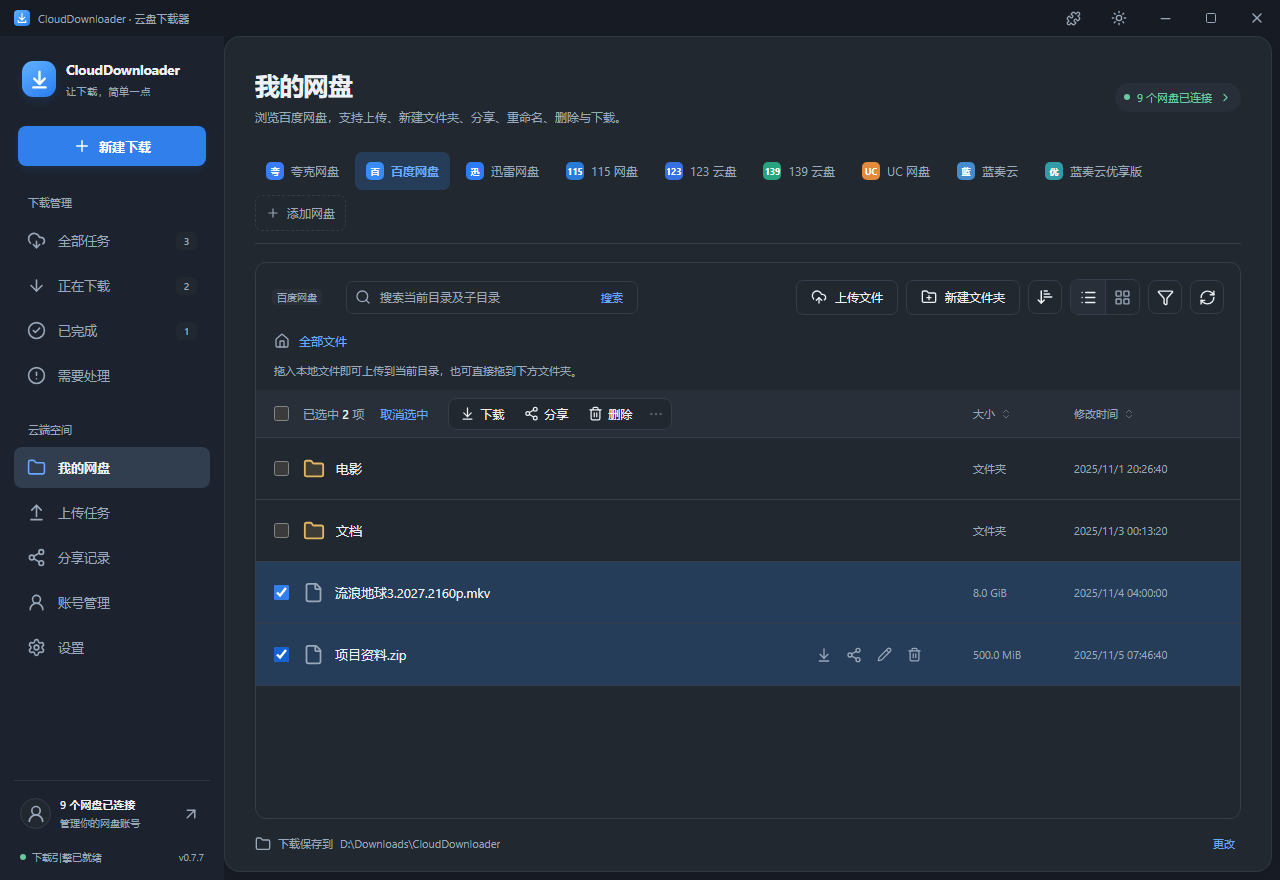 CloudDownloader · 云盘下载器
CloudDownloader
让下载，简单一点
新建下载
下载管理
全部任务 3
正在下载 2
已完成 1
需要处理
云端空间
我的网盘
上传任务
分享记录
账号管理
设置
9 个网盘已连接
管理你的网盘账号
下载引擎已就绪 v0.7.7
我的网盘
浏览百度网盘，支持上传、新建文件夹、分享、重命名、删除与下载。
9 个网盘已连接
夸 夸克网盘 百 百度网盘 迅 迅雷网盘 115 115 网盘 123 123 云盘 139 139 云盘 UC UC 网盘 蓝 蓝奏云 优 蓝奏云优享版
添加网盘
百度网盘 搜索当前目录及子目录 搜索 上传文件 新建文件夹
全部文件
拖入本地文件即可上传到当前目录，也可直接拖到下方文件夹。
已选中 2 项 取消选中 下载 分享 删除 ··· 大小 修改时间
电影 文件夹 2025/11/1 20:26:40
文档 文件夹 2025/11/3 00:13:20
流浪地球3.2027.2160p.mkv 8.0 GiB 2025/11/4 04:00:00
项目资料.zip 500.0 MiB 2025/11/5 07:46:40
下载保存到 D:\Downloads\CloudDownloader 更改